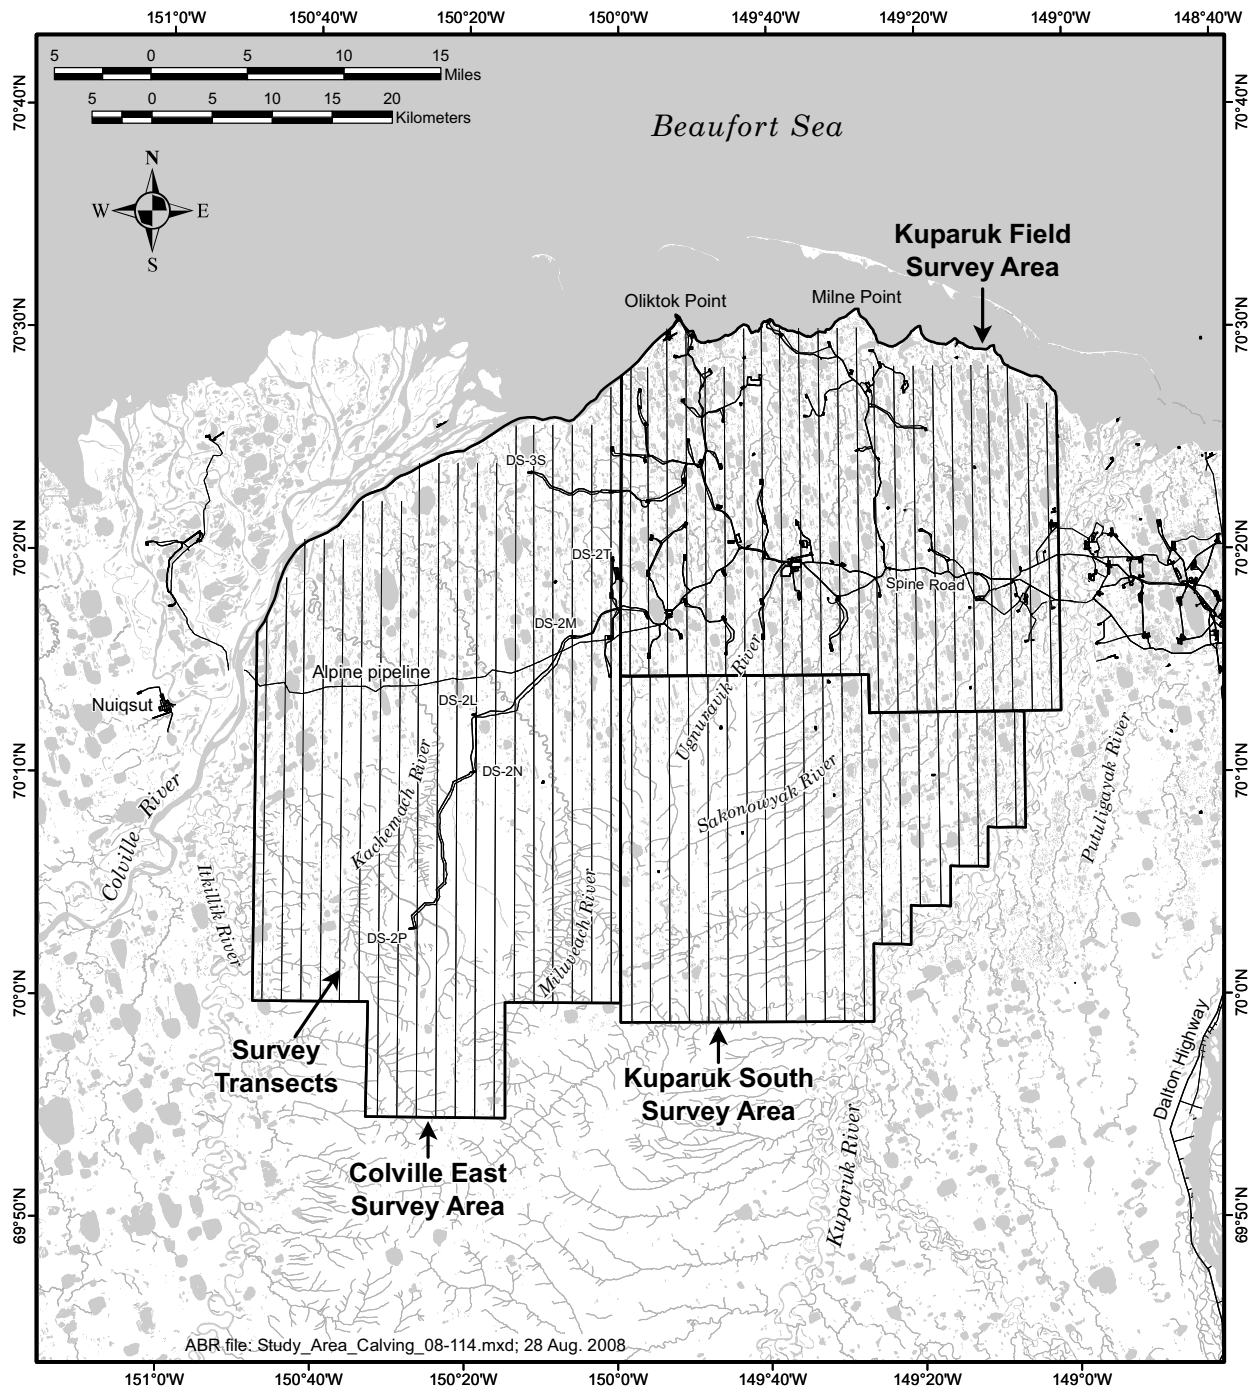 151°0'W 150°40'W 150°20'W 150°0'W 149°40'W 149°20'W 149°0'W 148°40'W
5 0 5 10 15
Miles
5 0 5 10 15 20
Kilometers
70°40'N
70°40'N
Beaufort Sea
N
W E
S
Kuparuk Field
Survey Area
Oliktok Point
Milne Point
70°30'N
70°30'N
DS-3S
70°20'N
70°20'N
DS-2T
Spine Road
DS-2M
Alpine pipeline
Ugnuravik River
Nuiqsut
DS-2L
DS-2N
70°10'N
70°10'N
Colville River
Kachemach River
Sakonowyak River
Putuligayak River
Itkillik River
Miluveach River
DS-2P
70°0'N
70°0'N
Survey
Transects
Kuparuk South
Survey Area
Dalton Highway
Colville East
Survey Area
Kuparuk River
69°50'N
69°50'N
ABR file: Study_Area_Calving_08-114.mxd; 28 Aug. 2008
151°0'W 150°40'W 150°20'W 150°0'W 149°40'W 149°20'W 149°0'W